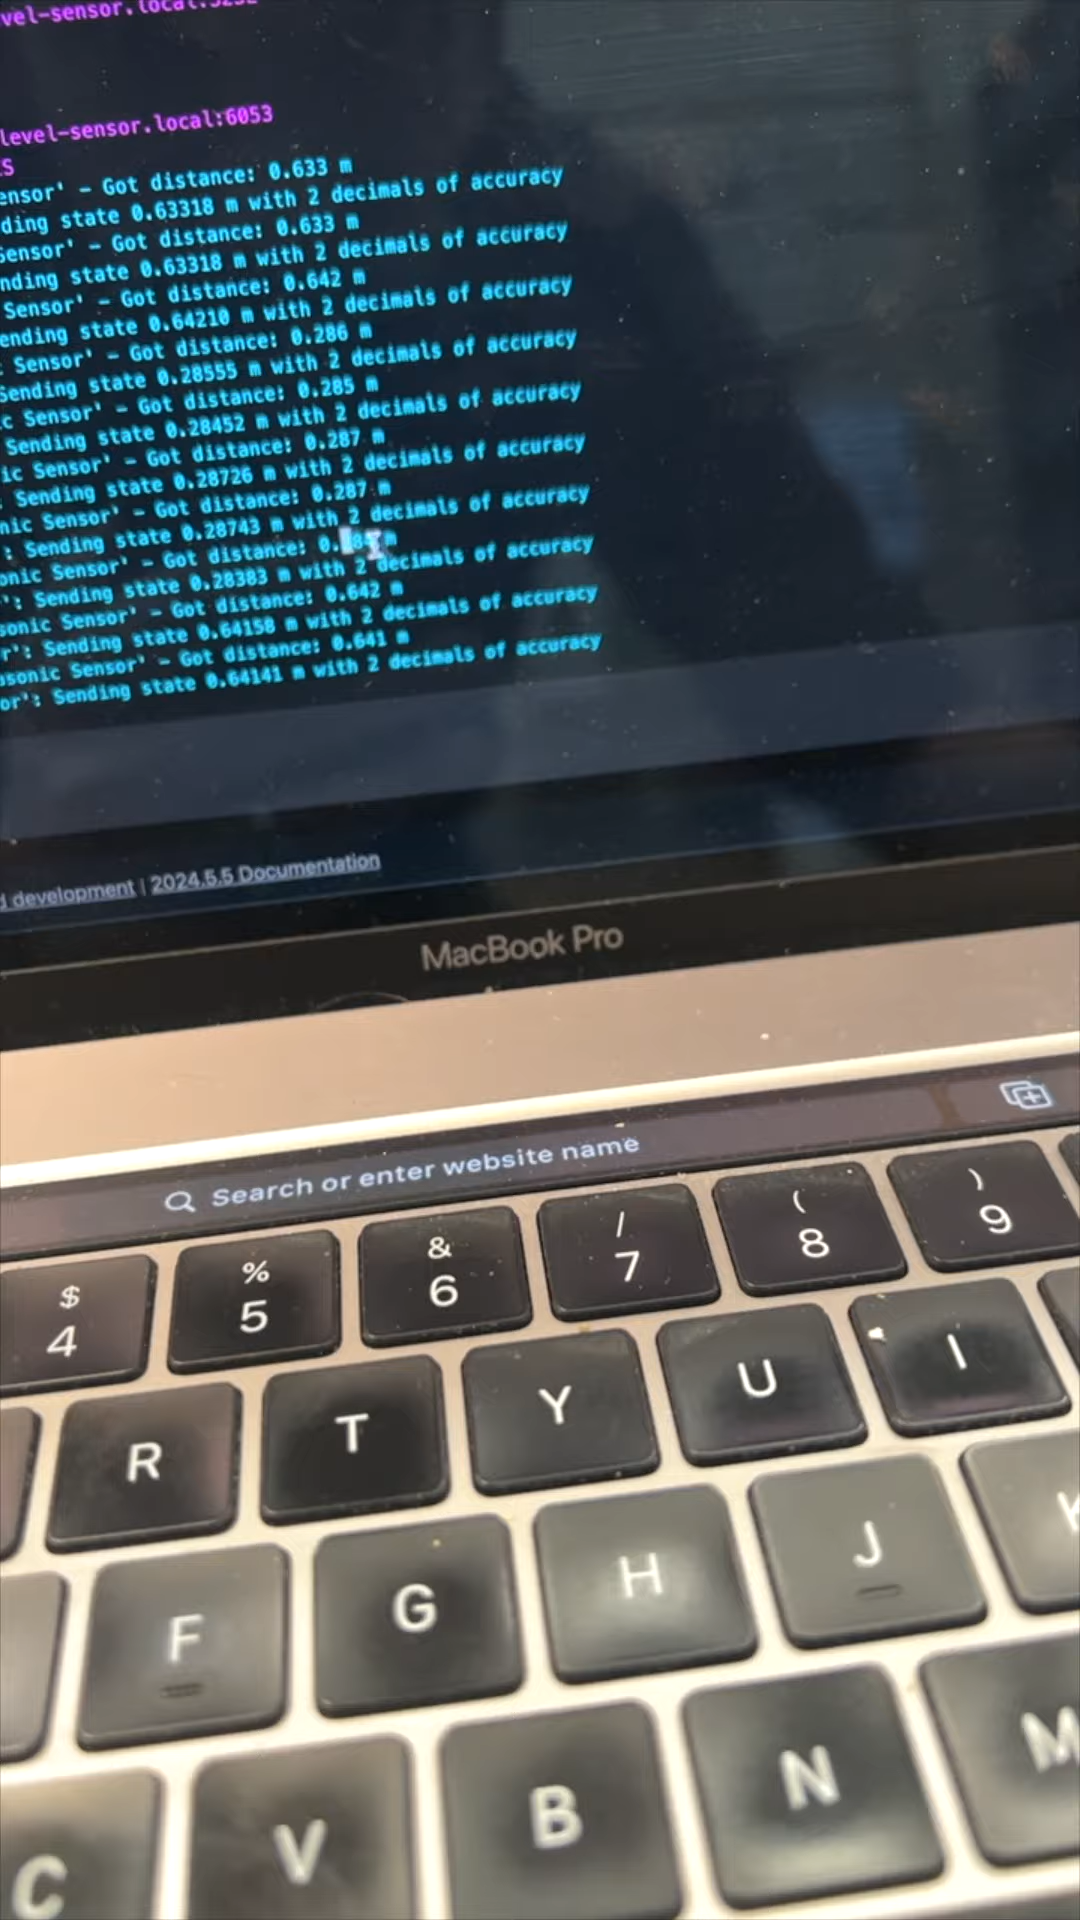 vel-sensor.local:
level-sensor.local:6053
ensor' - Got distance: 0.633 m
ding state 0.63318 m with 2 decimals of accuracy
Sensor' - Got distance: 0.633 m
nding state 0.63318 m with 2 decimals of accuracy
Sensor' - Got distance: 0.642 m
ending state 0.64210 m with 2 decimals of accuracy
Sensor' - Got distance: 0.286 m
Sending state 0.28555 m with 2 decimals of accuracy
c Sensor' - Got distance: 0.285 m
Sending state 0.28452 m with 2 decimals of accuracy
ic Sensor' - Got distance: 0.287 m
: Sending state 0.28726 m with 2 decimals of accuracy
nic Sensor' - Got distance: 0.287 m
: Sending state 0.28743 m with 2 decimals of accuracy
onic Sensor' - Got distance: m
': Sending state 0.28383 m with 2 decimals of accuracy
sonic Sensor' - Got distance: 0.642 m
r': Sending state 0.64158 m with 2 decimals of accuracy
asonic Sensor' - Got distance: 0.641 m
or': Sending state 0.64141 m with 2 decimals of accuracy
d development | 2024.5.5 Documentation
MacBook Pro
Search or enter website name
$ % & / ( )
4 5 6 7 8 9
R T Y U I
F G H J K
C V B N M